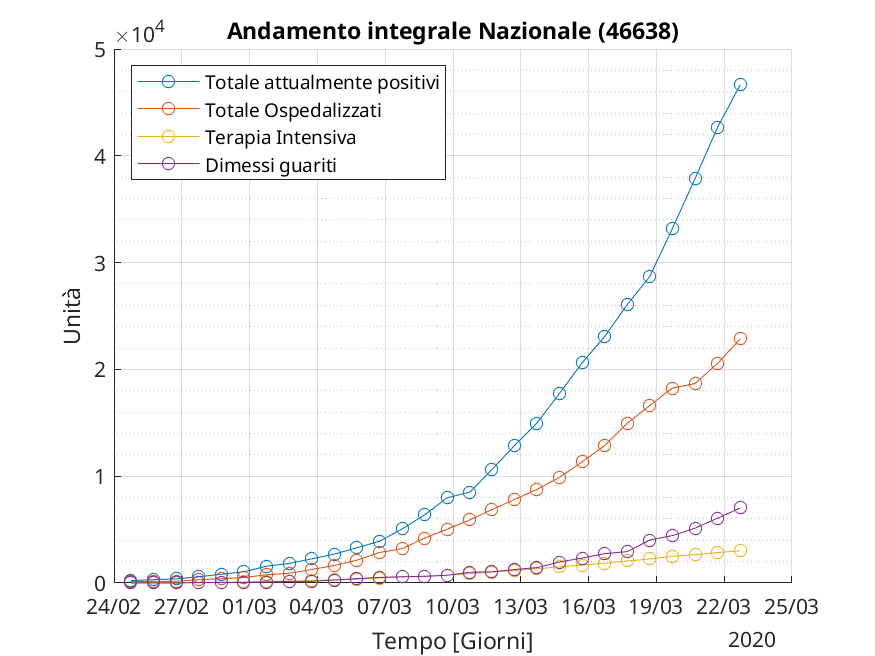 Andamento integrale Nazionale (46638)
×10⁴
Totale attualmente positivi
Totale Ospedalizzati
Terapia Intensiva
Dimessi guariti
5
4
3
2
1
0
Unità
24/02 27/02 01/03 04/03 07/03 10/03 13/03 16/03 19/03 22/03 25/03
Tempo [Giorni]
2020